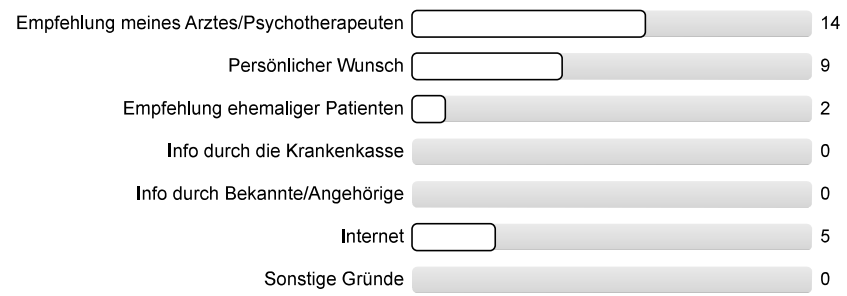 Empfehlung meines Arztes/Psychotherapeuten 14
Persönlicher Wunsch 9
Empfehlung ehemaliger Patienten 2
Info durch die Krankenkasse 0
Info durch Bekannte/Angehörige 0
Internet 5
Sonstige Gründe 0